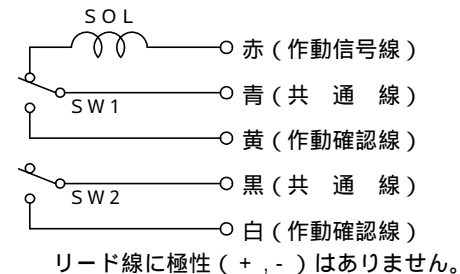 SOL
赤(作動信号線)
青(共　通　線)
SW1
黄(作動確認線)
黒(共　通　線)
SW2
白(作動確認線)
リード線に極性(+,-)はありません。